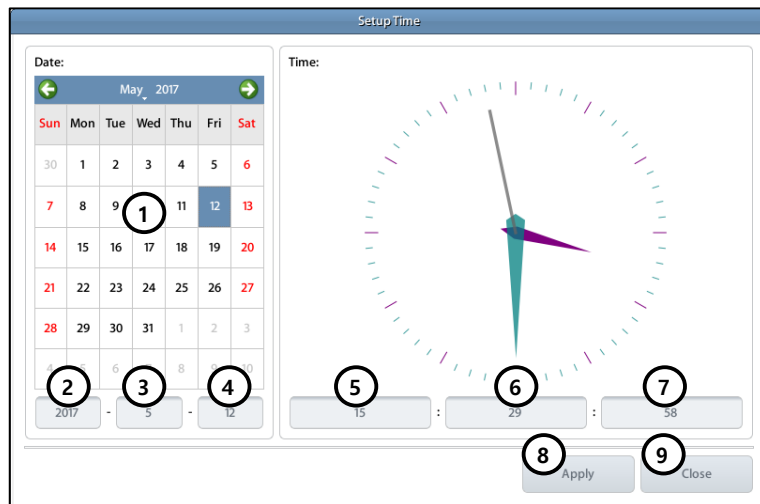 Setup Time
Date:
Time:
May 2017
Sun Mon Tue Wed Thu Fri Sat
30 1 2 3 4 5 6
7 8 9 1 11 12 13
14 15 16 17 18 19 20
21 22 23 24 25 26 27
28 29 30 31 1 2 3
6 8 10
2 3 4 5 6 7
2017 - 5 - 12
15 : 29 : 58
8 9
Apply Close